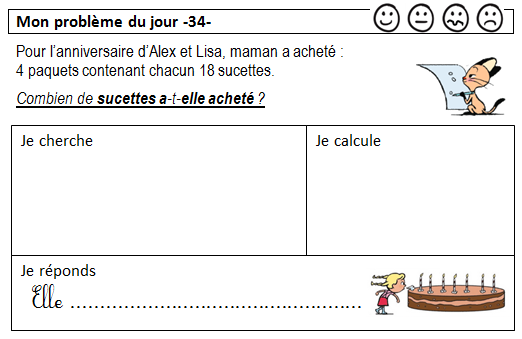 Mon problème du jour -34-
Pour l'anniversaire d'Alex et Lisa, maman a acheté :
4 paquets contenant chacun 18 sucettes.
Combien de sucettes a-t-elle acheté ?
Je cherche
Je calcule
Je réponds
Elle ................................................